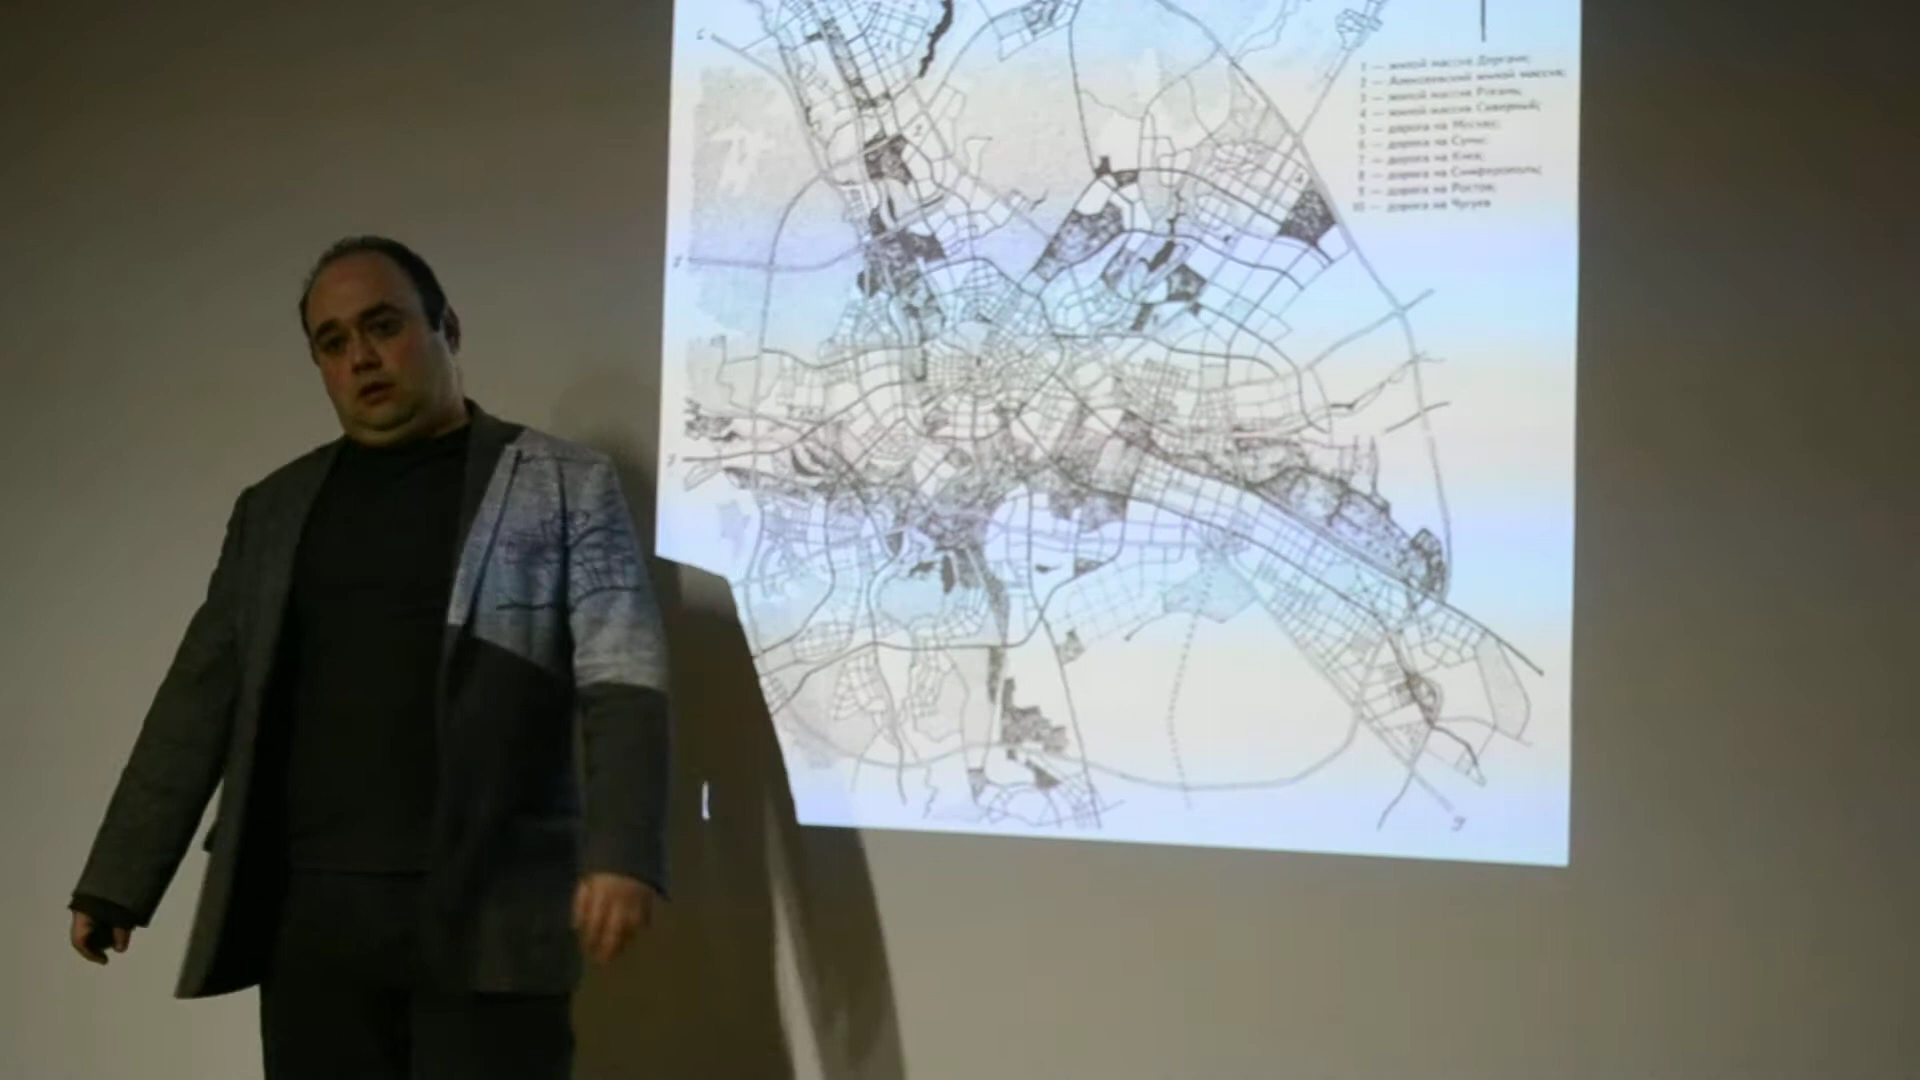 1 — жилой массив Дергачи;
2 — Алексеевский жилой массив;
3 — жилой массив Рогань;
4 — жилой массив Северный;
5 — дорога на Москву;
6 — дорога на Сумы;
7 — дорога на Киев;
8 — дорога на Симферополь;
9 — дорога на Ростов;
10 — дорога на Чугуев